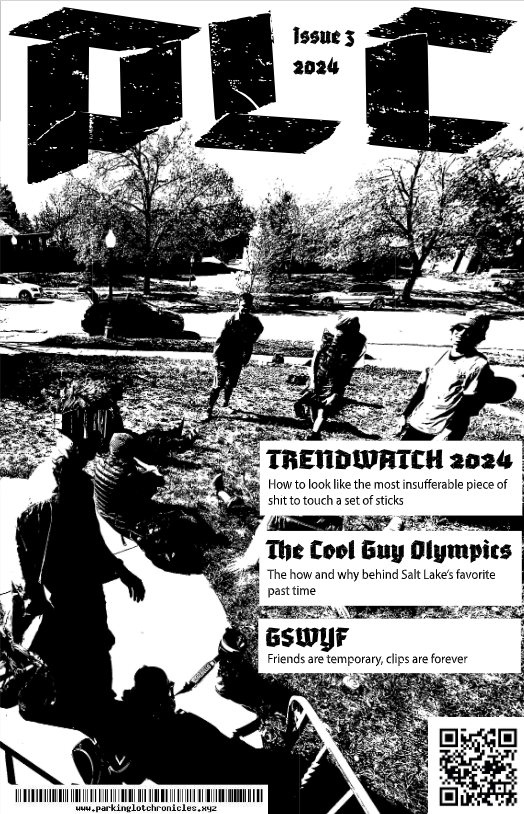 PLC
issue 3
2024
TRENDWATCH 2024
How to look like the most insufferable piece of
shit to touch a set of sticks
The Cool Guy Olympics
The how and why behind Salt Lake's favorite
past time
GSWYF
Friends are temporary, clips are forever
www.parkinglotchronicles.xyz